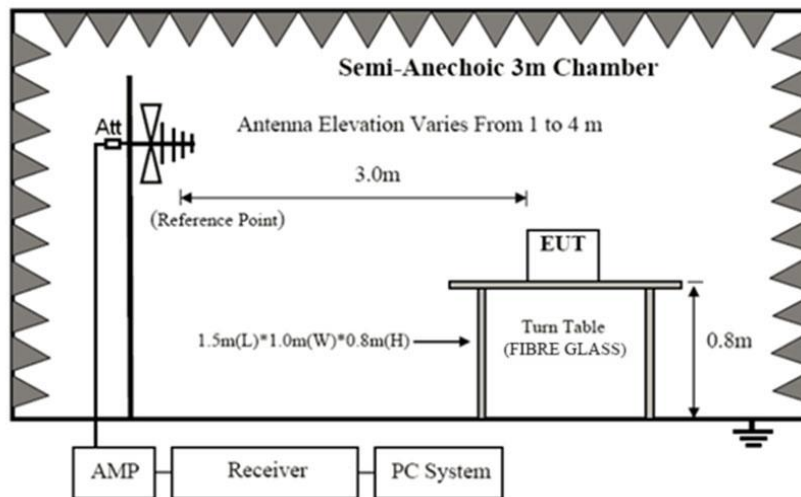 Semi-Anechoic 3m Chamber
Att
Antenna Elevation Varies From 1 to 4 m
3.0m
(Reference Point)
EUT
1.5m(L)*1.0m(W)*0.8m(H)
Turn Table
(FIBRE GLASS)
0.8m
AMP
Receiver
PC System